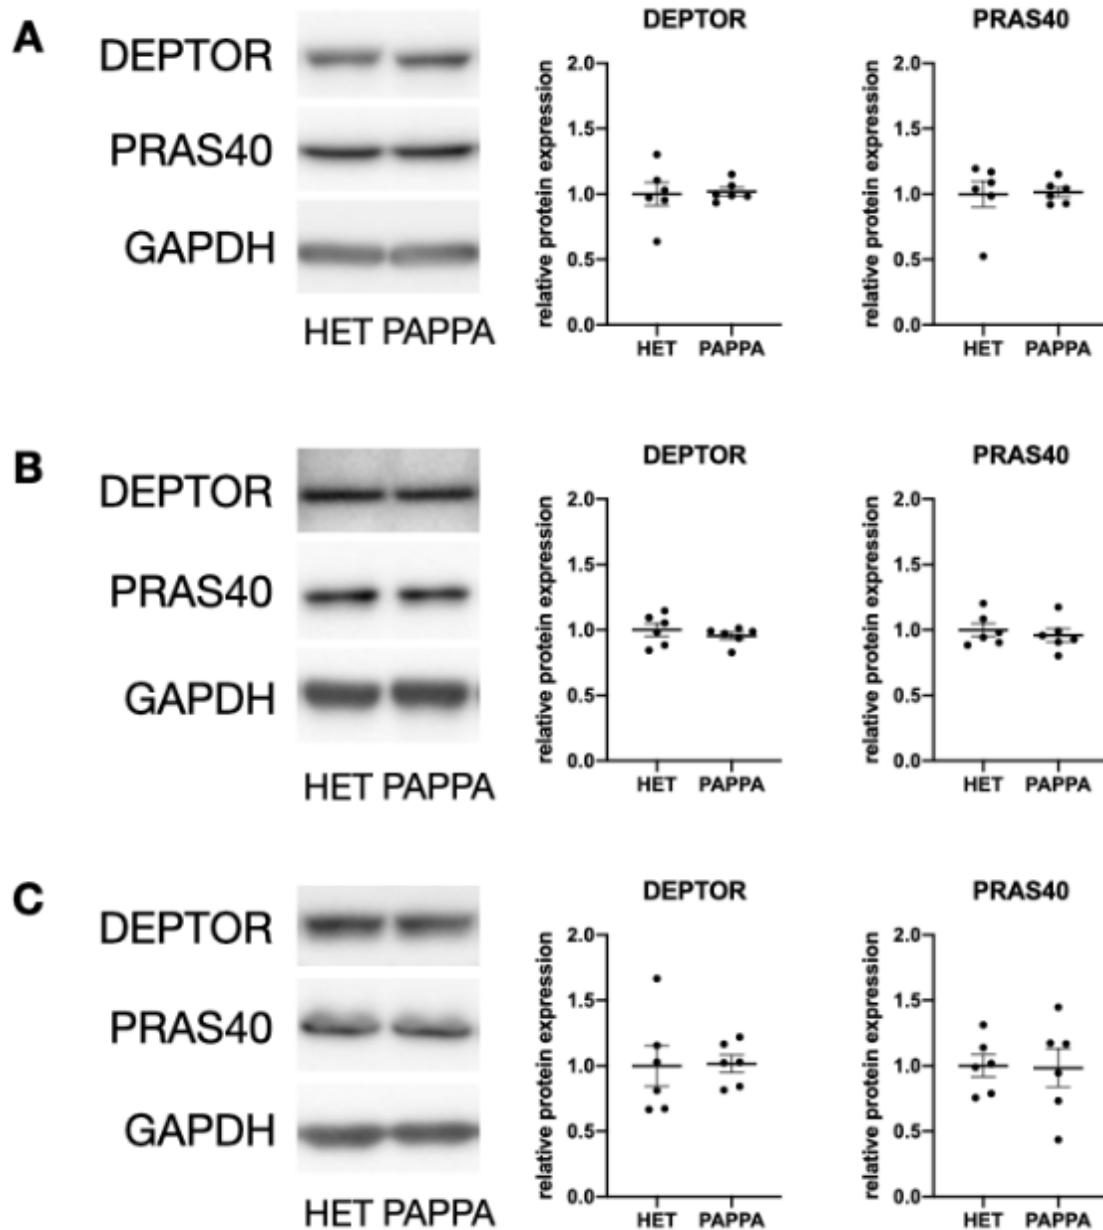 A
DEPTOR
PRAS40
GAPDH
HET PAPPA
DEPTOR
relative protein expression
2.0
1.5
1.0
0.5
0.0
HET PAPPA
PRAS40
relative protein expression
2.0
1.5
1.0
0.5
0.0
HET PAPPA
B
DEPTOR
PRAS40
GAPDH
HET PAPPA
DEPTOR
relative protein expression
2.0
1.5
1.0
0.5
0.0
HET PAPPA
PRAS40
relative protein expression
2.0
1.5
1.0
0.5
0.0
HET PAPPA
C
DEPTOR
PRAS40
GAPDH
HET PAPPA
DEPTOR
relative protein expression
2.0
1.5
1.0
0.5
0.0
HET PAPPA
PRAS40
relative protein expression
2.0
1.5
1.0
0.5
0.0
HET PAPPA